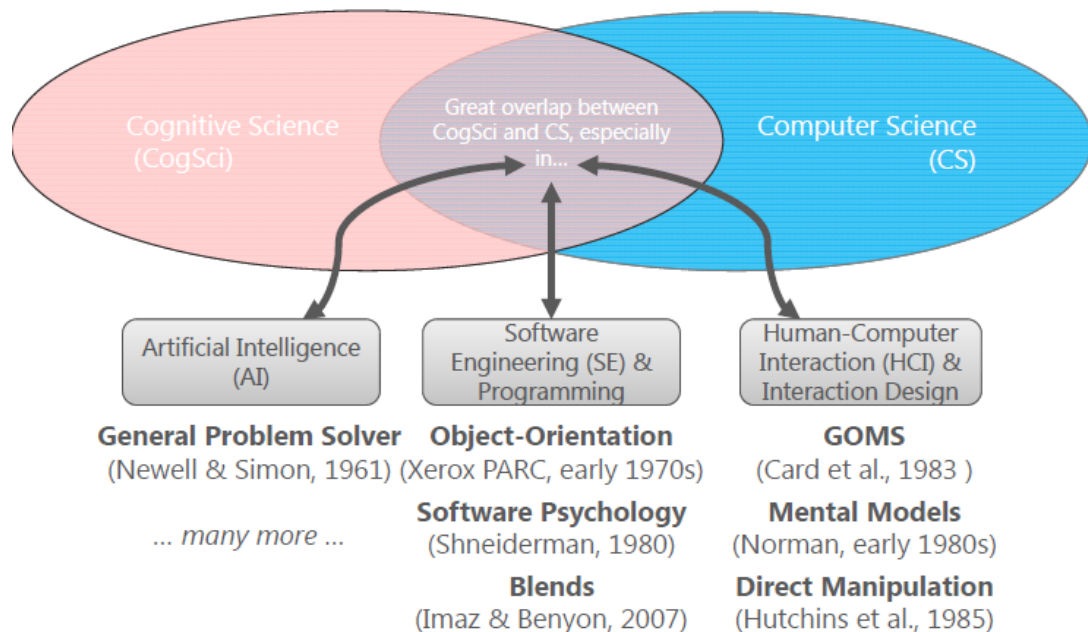 Cognitive Science
(CogSci)
Great overlap between
CogSci and CS, especially
in...
Computer Science
(CS)
Artificial Intelligence
(AI)
Software
Engineering (SE) &
Programming
Human-Computer
Interaction (HCI) &
Interaction Design
General Problem Solver
(Newell & Simon, 1961)
... many more ...
Object-Orientation
(Xerox PARC, early 1970s)
Software Psychology
(Shneiderman, 1980)
Blends
(Imaz & Benyon, 2007)
GOMS
(Card et al., 1983 )
Mental Models
(Norman, early 1980s)
Direct Manipulation
(Hutchins et al., 1985)